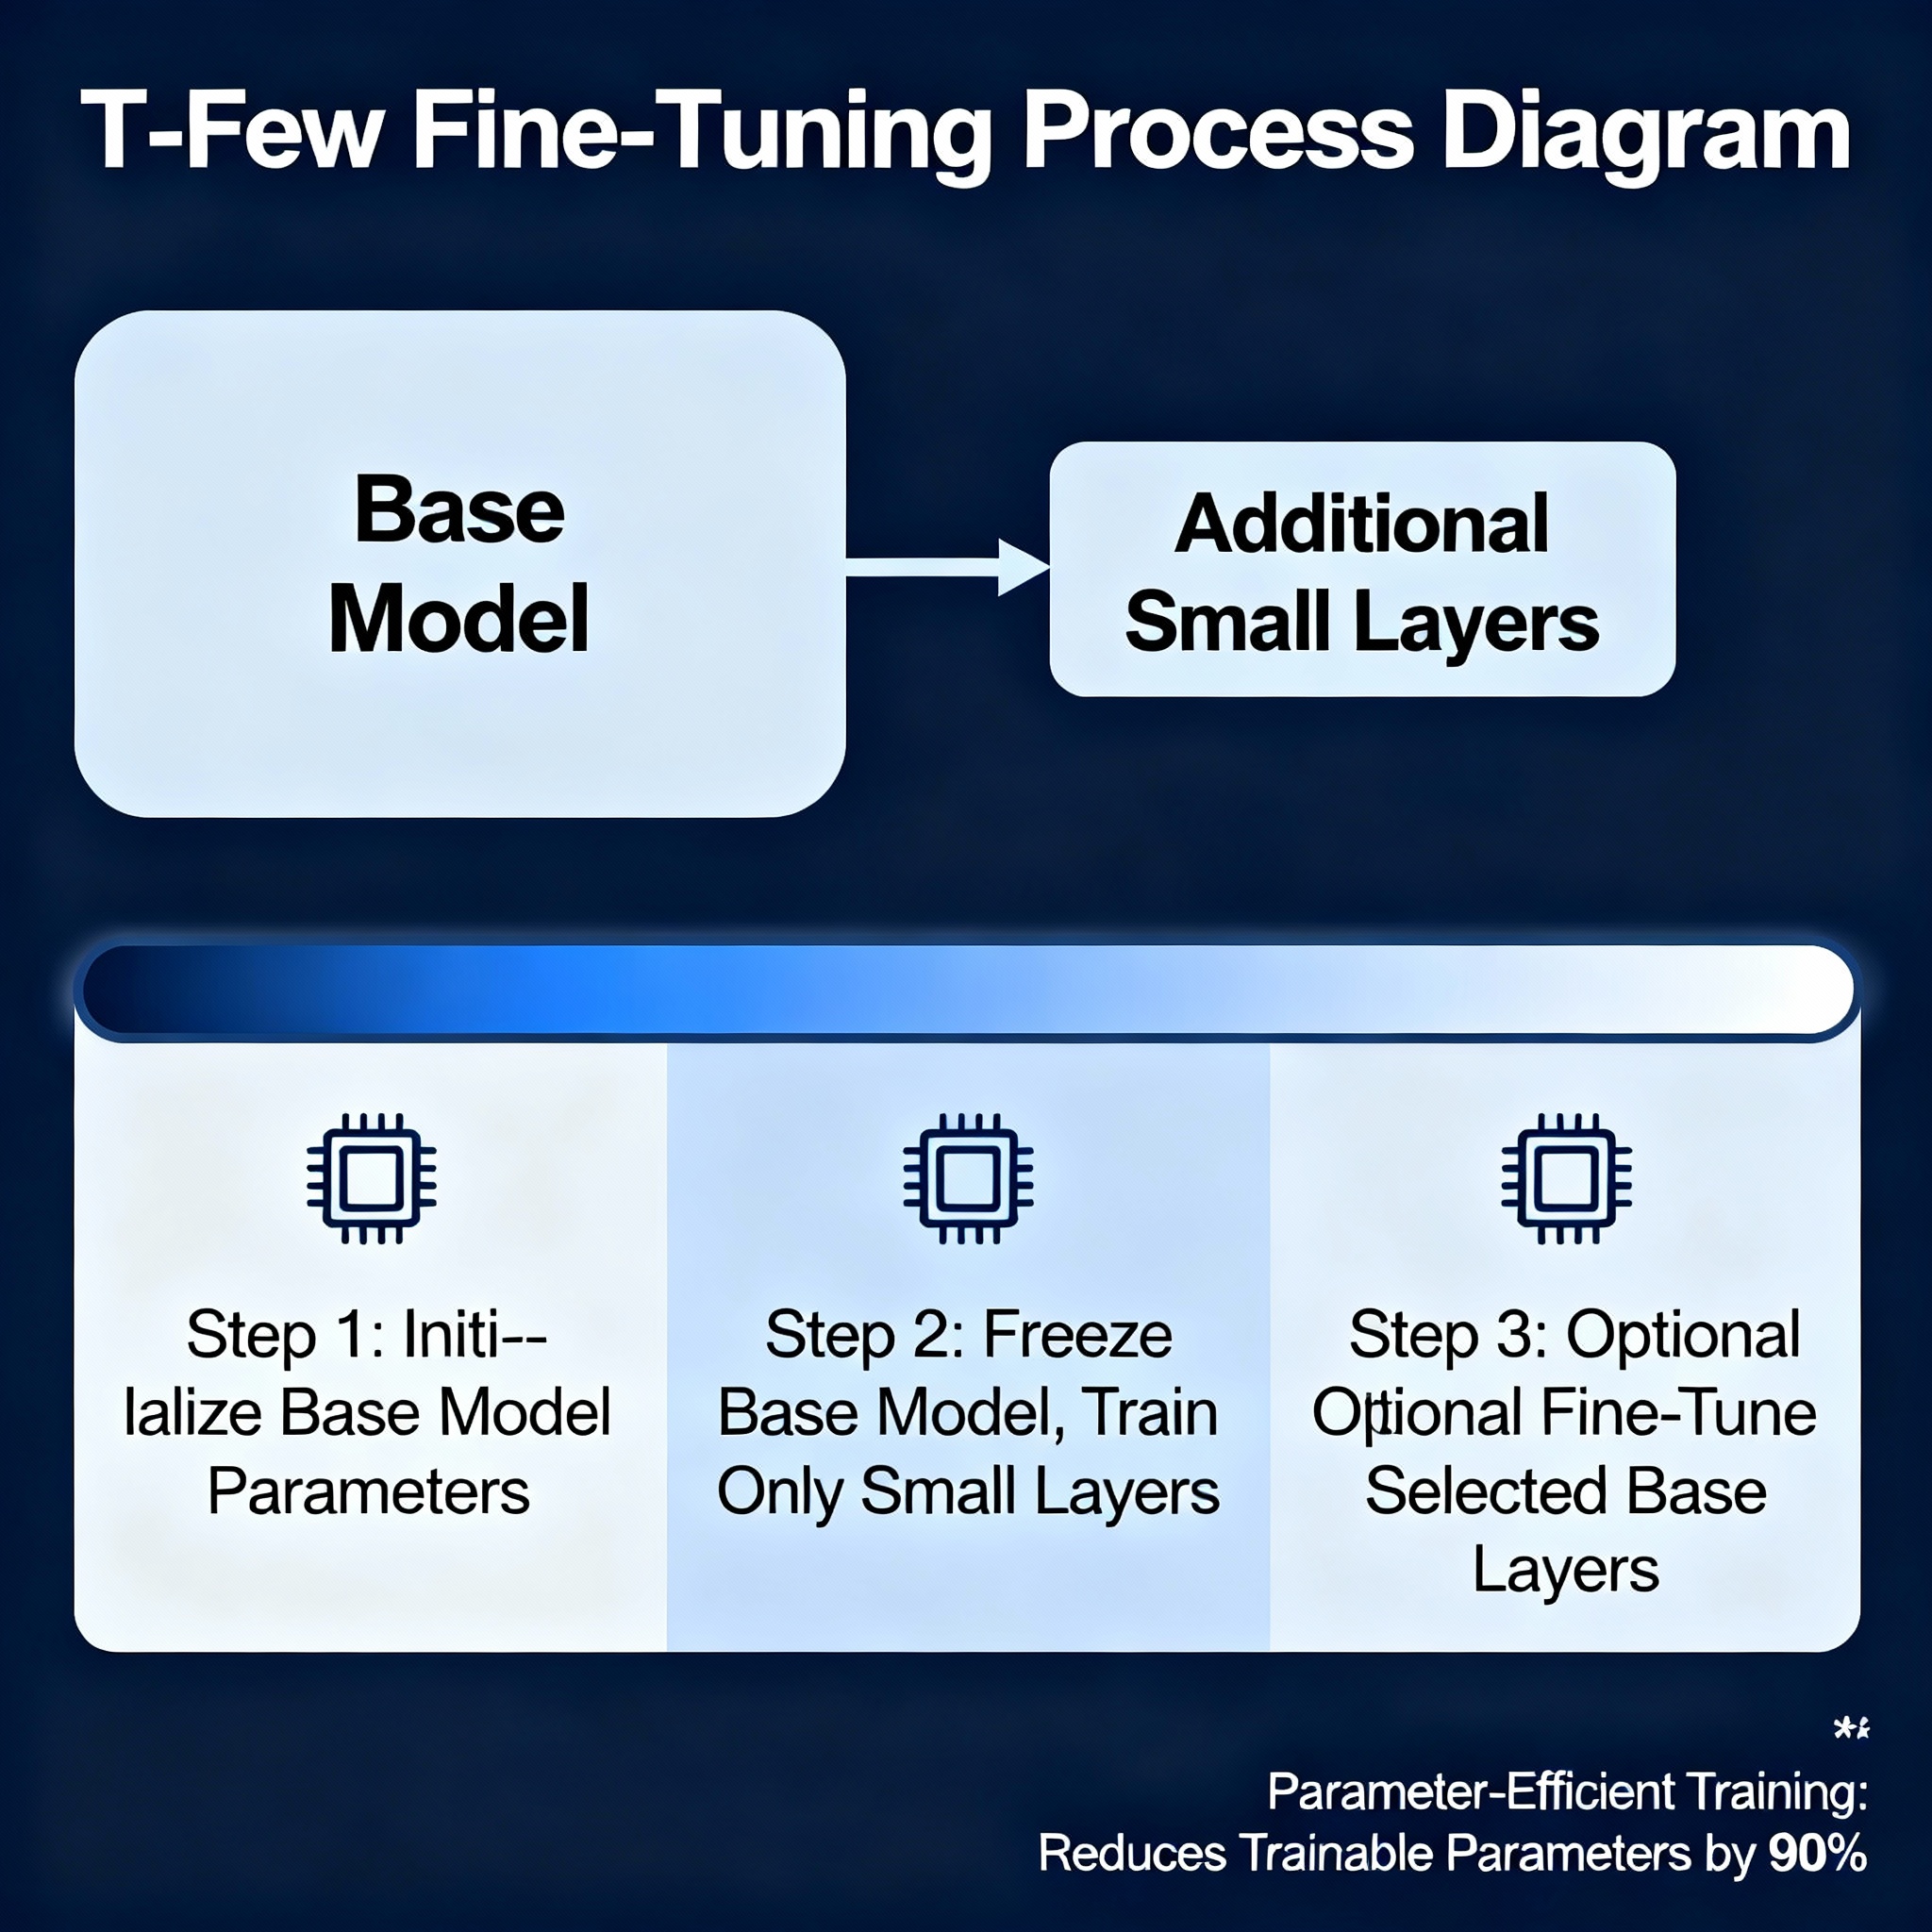 T-Few Fine-Tuning Process Diagram
Base
Model
Additional
Small Layers
Step 1: Initi--
lalize Base Model
Parameters
Step 2: Freeze
Base Model, Train
Only Small Layers
Step 3: Optional
Optional Fine-Tune
Selected Base
Layers
**
Parameter-Efficient Training:
Reduces Trainable Parameters by 90%